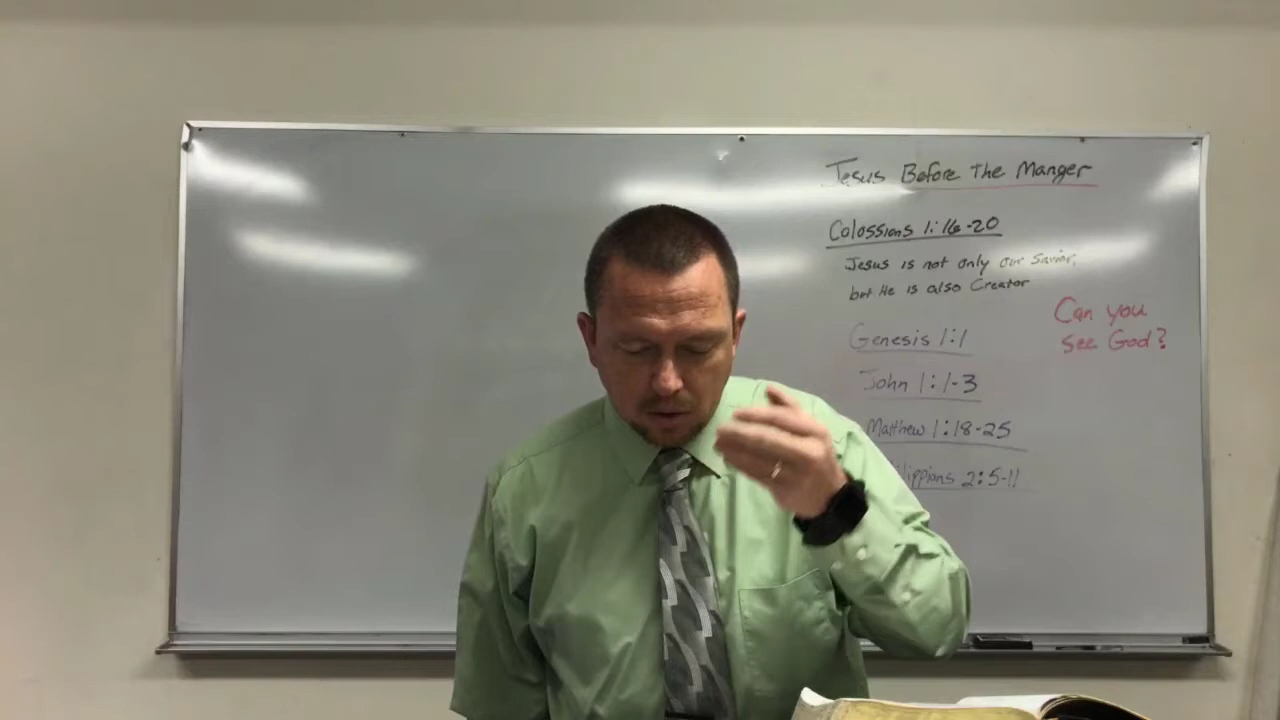 Jesus Before The Manger
Colossians 1:16-20
Jesus is not only our Savior,
but He is also Creator
Can you
see God?
Genesis 1:1
John 1:1-3
Matthew 1:18-25
ilippians 2:5-11